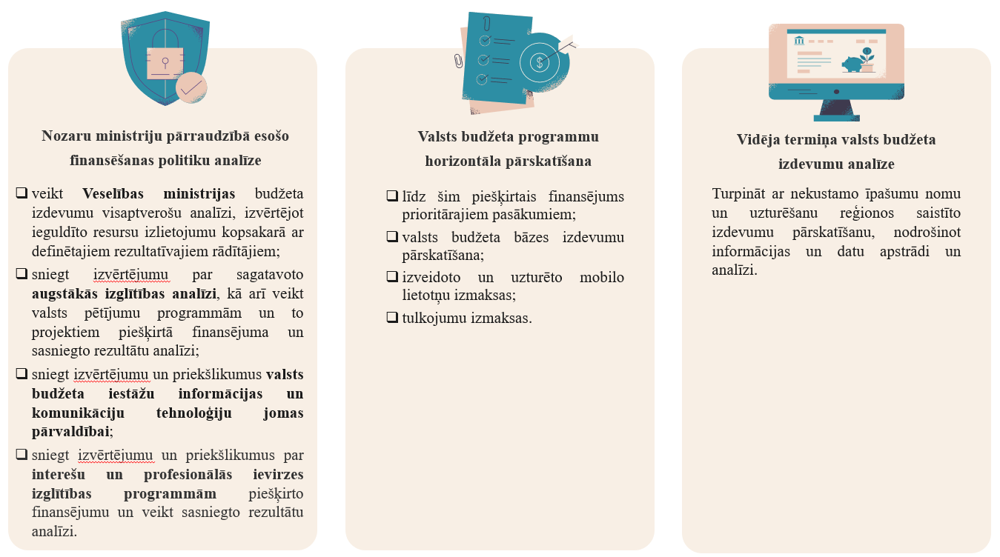 Nozaru ministriju pārraudzībā esošo
finansēšanas politiku analīze
❑ veikt Veselības ministrijas budžeta
izdevumu visaptverošu analīzi, izvērtējot
ieguldīto resursu izlietojumu kopsakarā ar
definētajiem rezultatīvajiem rādītājiem;
❑ sniegt izvērtējumu par sagatavoto
augstākās izglītības analīzi, kā arī veikt
valsts pētījumu programmām un to
projektiem piešķirtā finansējuma un
sasniegto rezultātu analīzi;
❑ sniegt izvērtējumu un priekšlikumus valsts
budžeta iestāžu informācijas un
komunikāciju tehnoloģiju jomas
pārvaldībai;
❑ sniegt izvērtējumu un priekšlikumus par
interešu un profesionālās ievirzes
izglītības programmām piešķirto
finansējumu un veikt sasniegto rezultātu
analīzi.
Valsts budžeta programmu
horizontāla pārskatīšana
❑ līdz šim piešķirtais finansējums
prioritārajiem pasākumiem;
❑ valsts budžeta bāzes izdevumu
pārskatīšana;
❑ izveidoto un uzturēto mobilo
lietotņu izmaksas;
❑ tulkojumu izmaksas.
Vidēja termiņa valsts budžeta
izdevumu analīze
Turpināt ar nekustamo īpašumu nomu
un uzturēšanu reģionos saistīto
izdevumu pārskatīšanu, nodrošinot
informācijas un datu apstrādi un
analīzi.